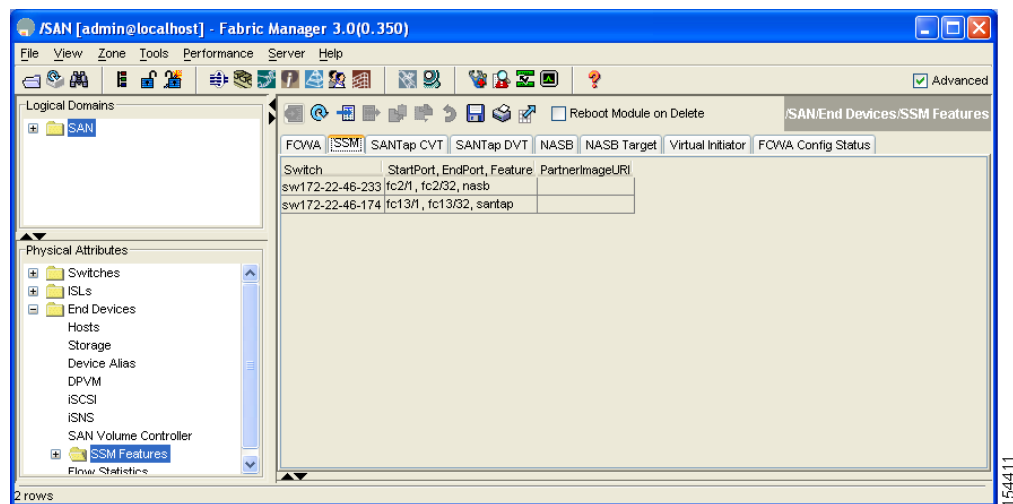 /SAN [admin@localhost] - Fabric Manager 3.0(0.350)
File View Zone Tools Performance Server Help
Advanced
Logical Domains
SAN
Reboot Module on Delete
/SAN/End Devices/SSM Features
FCWA SSM SANTap CVT SANTap DVT NASB NASB Target Virtual Initiator FCWA Config Status
Switch StartPort, EndPort, Feature PartnerImageURI
sw172-22-46-233 fc2/1, fc2/32, nasb
sw172-22-46-174 fc13/1, fc13/32, santap
Physical Attributes
Switches
ISLs
End Devices
Hosts
Storage
Device Alias
DPVM
iSCSI
iSNS
SAN Volume Controller
SSM Features
Flow Statistics
2 rows
154411